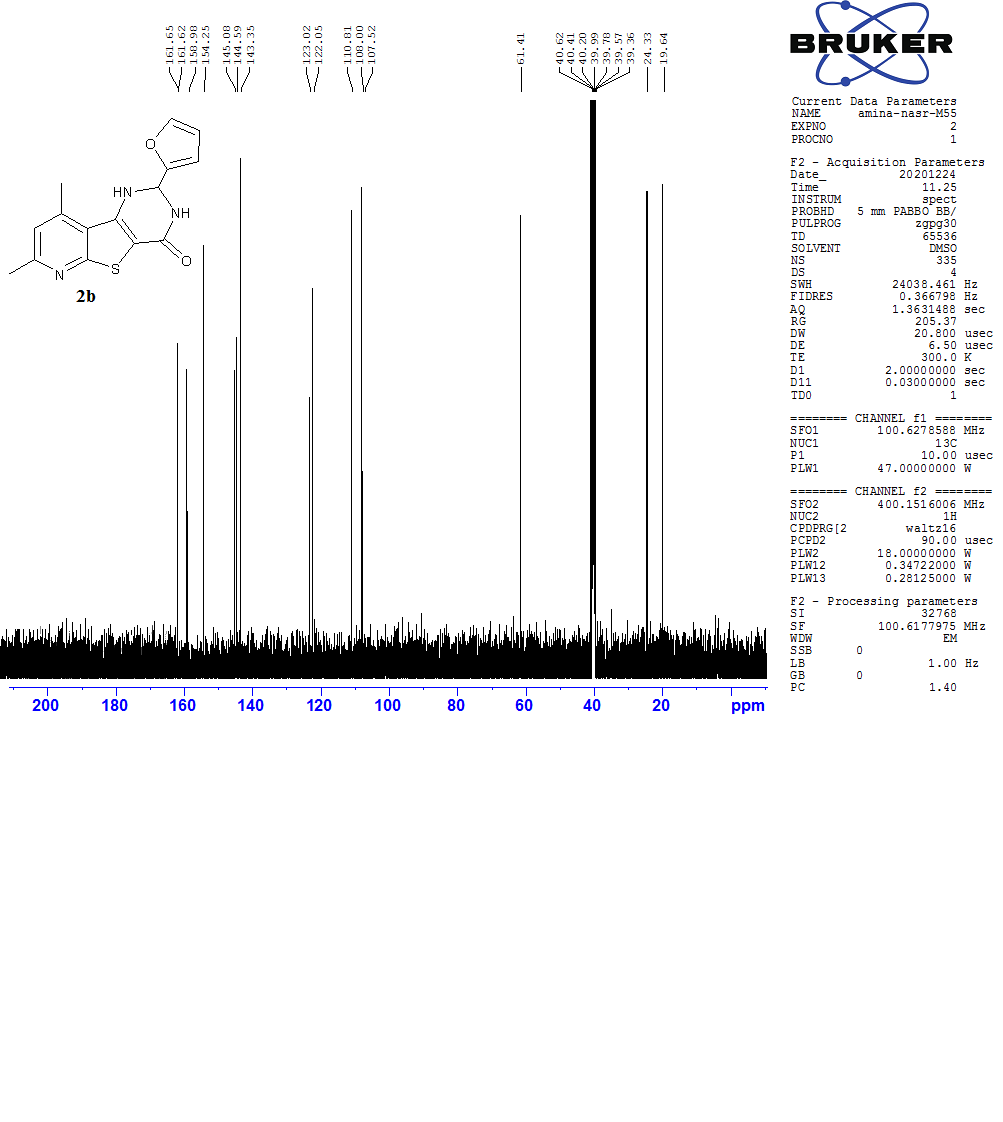 161.65
161.62
158.98
154.25
145.08
144.59
143.35
123.02
122.05
110.81
108.00
107.52
61.41
40.62
40.41
40.20
39.99
39.78
39.57
39.36
24.33
19.64
BRUKER
O
HN
NH
O
N
S
2b
200 180 160 140 120 100 80 60 40 20 ppm
Current Data Parameters
NAME amina-nasr-M55
EXPNO 2
PROCNO 1
F2 - Acquisition Parameters
Date_ 20201224
Time 11.25
INSTRUM spect
PROBHD 5 mm PABBO BB/
PULPROG zgpg30
TD 65536
SOLVENT DMSO
NS 335
DS 4
SWH 24038.461 Hz
FIDRES 0.366798 Hz
AQ 1.3631488 sec
RG 205.37
DW 20.800 usec
DE 6.50 usec
TE 300.0 K
D1 2.00000000 sec
D11 0.03000000 sec
TD0 1
======== CHANNEL f1 ========
SFO1 100.6278588 MHz
NUC1 13C
P1 10.00 usec
PLW1 47.00000000 W
======== CHANNEL f2 ========
SFO2 400.1516006 MHz
NUC2 1H
CPDPRG[2 waltz16
PCPD2 90.00 usec
PLW2 18.00000000 W
PLW12 0.34722000 W
PLW13 0.28125000 W
F2 - Processing parameters
SI 32768
SF 100.6177975 MHz
WDW EM
SSB 0
LB 1.00 Hz
GB 0
PC 1.40